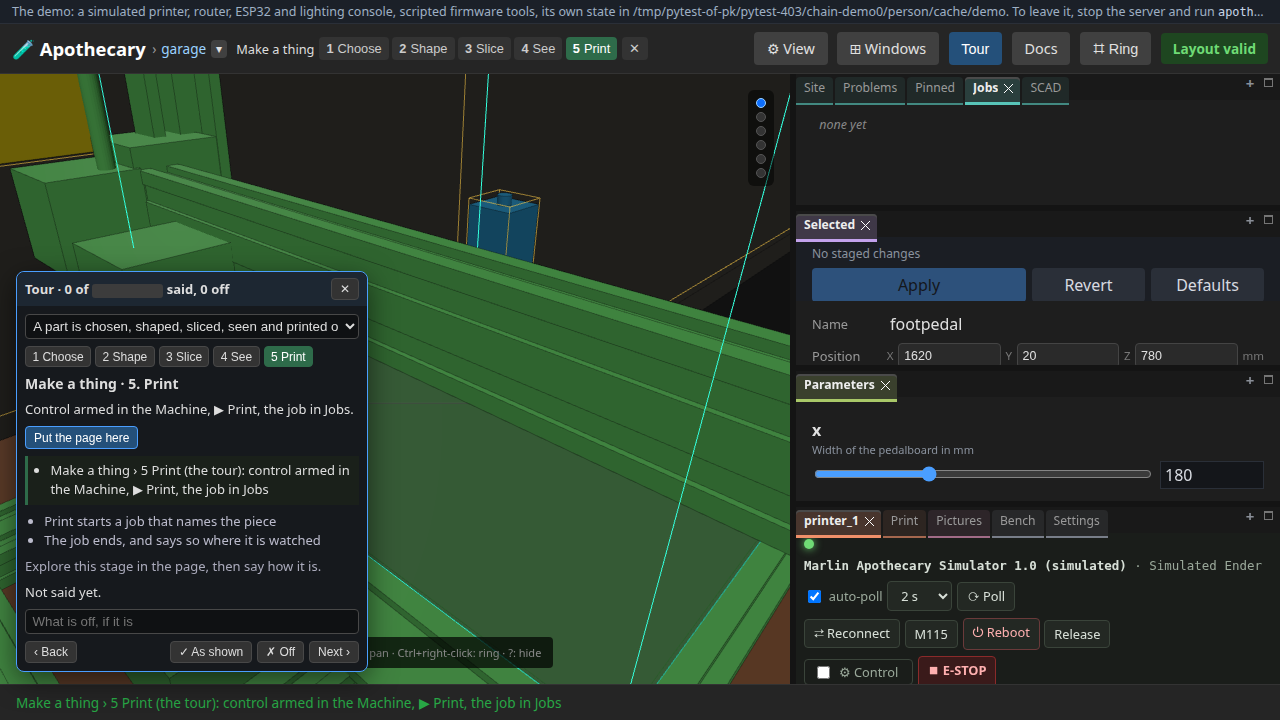 The demo: a simulated printer, router, ESP32 and lighting console, scripted firmware tools, its own state in /tmp/pytest-of-pk/pytest-403/chain-demo0/person/cache/demo. To leave it, stop the server and run apoth...
Apothecary › garage ▾ Make a thing 1 Choose 2 Shape 3 Slice 4 See 5 Print ✕ ⚙ View ⊞ Windows Tour Docs ⌗ Ring Layout valid
Site Problems Pinned Jobs ✕ SCAD
none yet
Selected ✕
No staged changes
Apply Revert Defaults
Name footpedal
Position X 1620 Y 20 Z 780 mm
Parameters ✕
x
Width of the pedalboard in mm
180
printer_1 ✕ Print Pictures Bench Settings
Marlin Apothecary Simulator 1.0 (simulated) · Simulated Ender
auto-poll 2 s ⟳ Poll
⇄ Reconnect M115 ⏻ Reboot Release
⚙ Control ■ E-STOP
Tour · 0 of said, 0 off ✕
A part is chosen, shaped, sliced, seen and printed o
1 Choose 2 Shape 3 Slice 4 See 5 Print
Make a thing · 5. Print
Control armed in the Machine, ▶ Print, the job in Jobs.
Put the page here
Make a thing › 5 Print (the tour): control armed in
the Machine, ▶ Print, the job in Jobs
Print starts a job that names the piece
The job ends, and says so where it is watched
Explore this stage in the page, then say how it is.
Not said yet.
What is off, if it is
‹ Back ✓ As shown ✗ Off Next ›
pan · Ctrl+right-click: ring · ?: hide
Make a thing › 5 Print (the tour): control armed in the Machine, ▶ Print, the job in Jobs